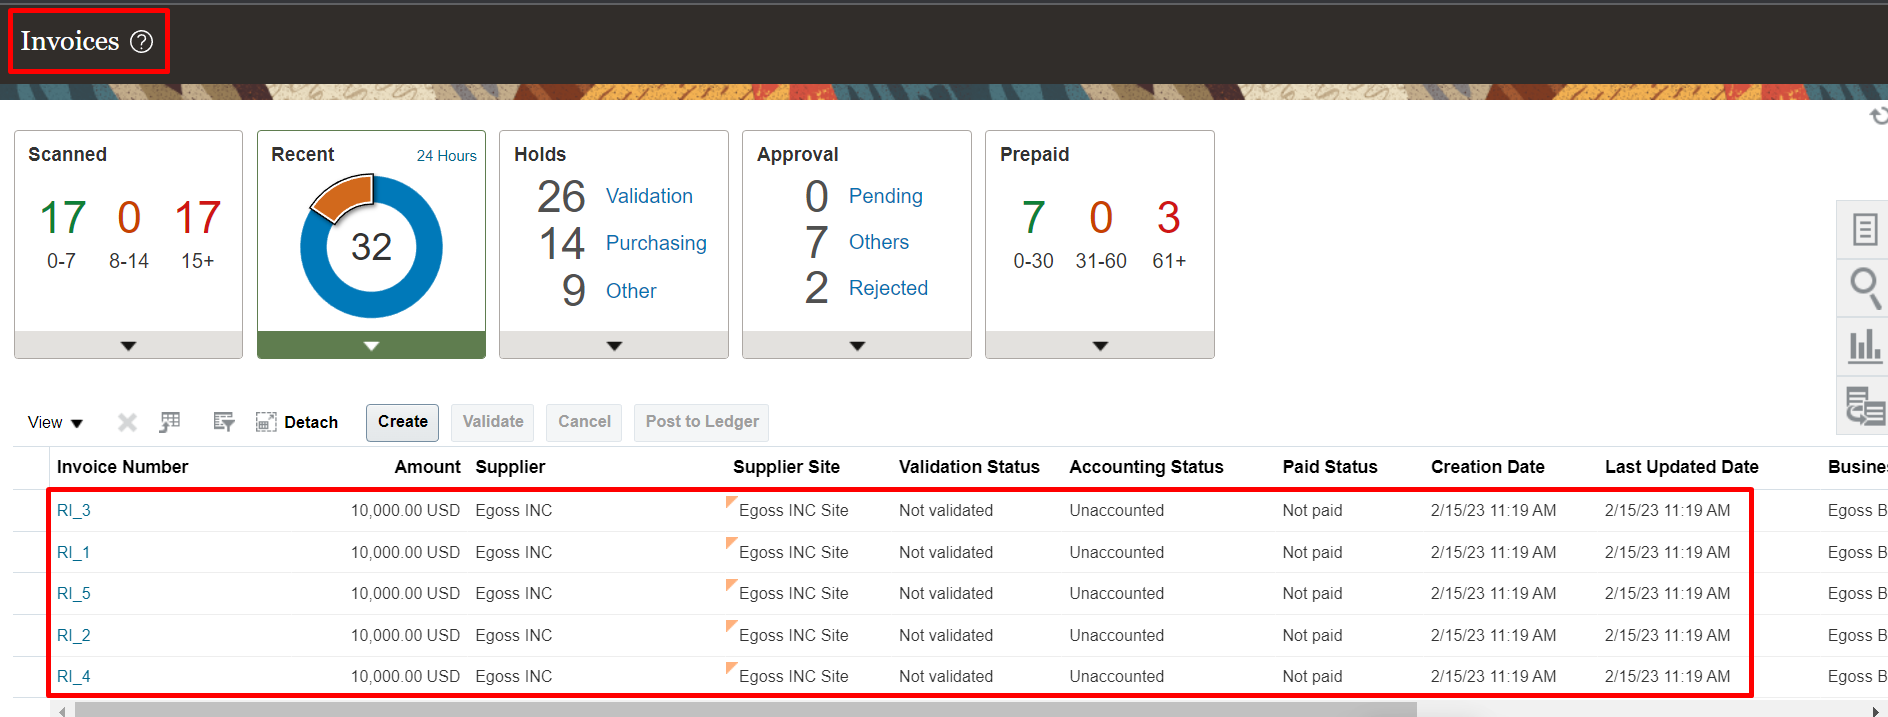 Invoices ?
Scanned
17 0 17
0-7 8-14 15+
Recent 24 Hours
32
Holds
26 Validation
14 Purchasing
9 Other
Approval
0 Pending
7 Others
2 Rejected
Prepaid
7 0 3
0-30 31-60 61+
View Detach Create Validate Cancel Post to Ledger
Invoice Number Amount Supplier Supplier Site Validation Status Accounting Status Paid Status Creation Date Last Updated Date Busine
RI_3 10,000.00 USD Egoss INC Egoss INC Site Not validated Unaccounted Not paid 2/15/23 11:19 AM 2/15/23 11:19 AM Egoss B
RI_1 10,000.00 USD Egoss INC Egoss INC Site Not validated Unaccounted Not paid 2/15/23 11:19 AM 2/15/23 11:19 AM Egoss B
RI_5 10,000.00 USD Egoss INC Egoss INC Site Not validated Unaccounted Not paid 2/15/23 11:19 AM 2/15/23 11:19 AM Egoss B
RI_2 10,000.00 USD Egoss INC Egoss INC Site Not validated Unaccounted Not paid 2/15/23 11:19 AM 2/15/23 11:19 AM Egoss B
RI_4 10,000.00 USD Egoss INC Egoss INC Site Not validated Unaccounted Not paid 2/15/23 11:19 AM 2/15/23 11:19 AM Egoss B